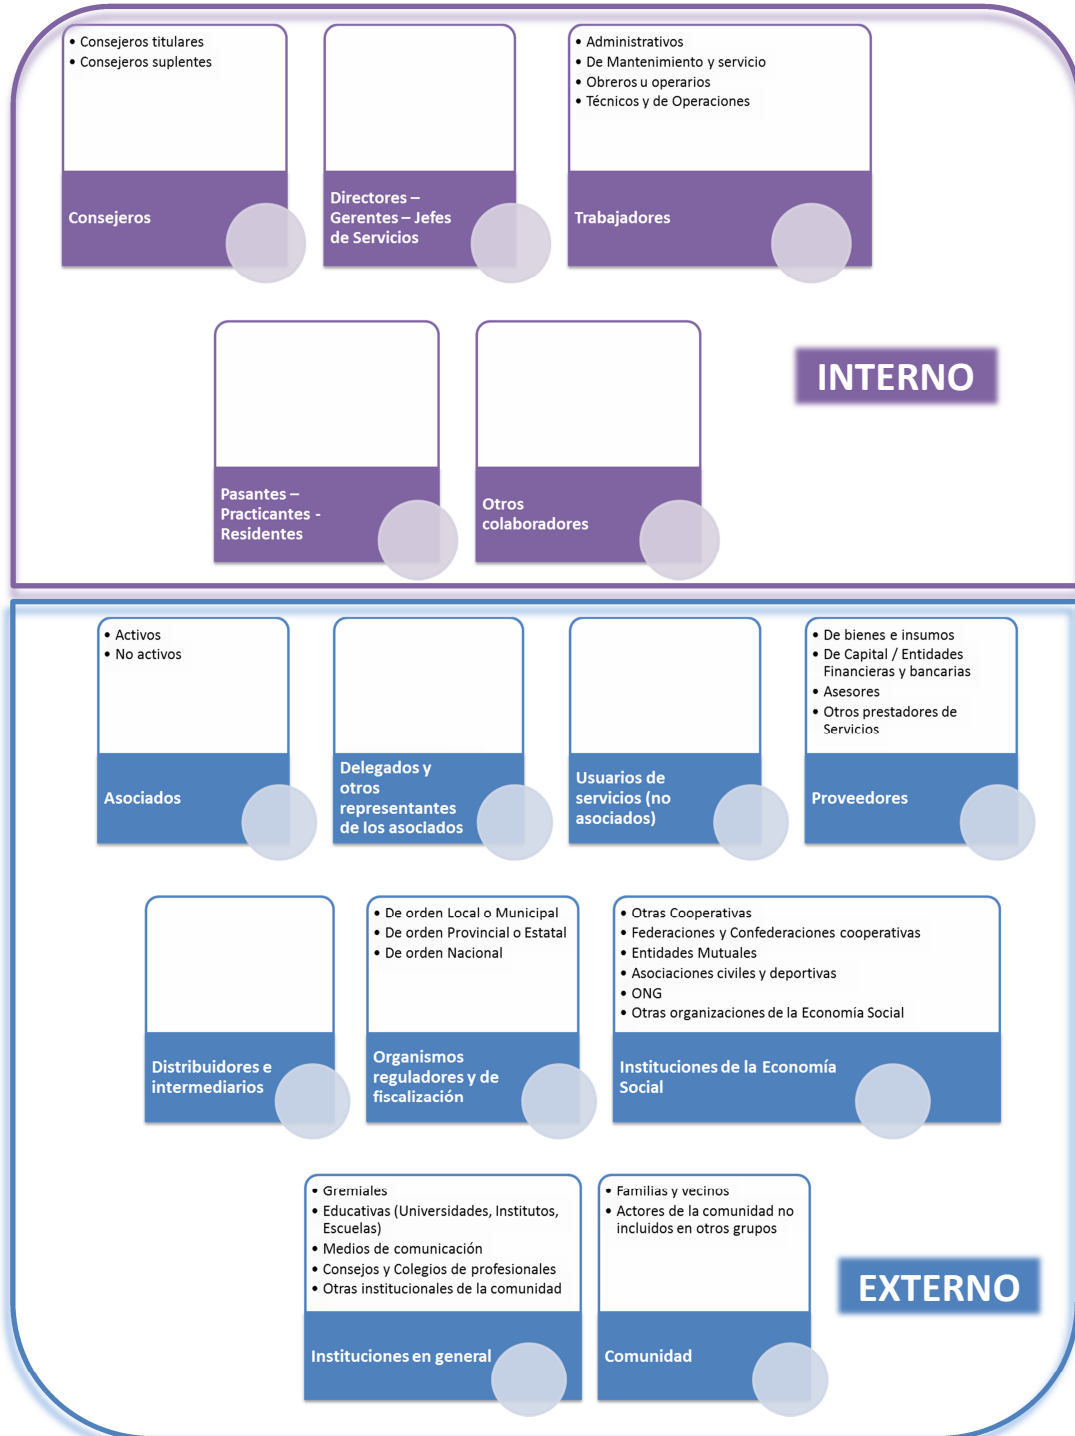 • Consejeros titulares
• Consejeros suplentes
Consejeros
Directores –
Gerentes – Jefes
de Servicios
• Administrativos
• De Mantenimiento y servicio
• Obreros u operarios
• Técnicos y de Operaciones
Trabajadores
Pasantes –
Practicantes -
Residentes
Otros
colaboradores
INTERNO
• Activos
• No activos
Asociados
Delegados y
otros
representantes
de los asociados
Usuarios de
servicios (no
asociados)
• De bienes e insumos
• De Capital / Entidades
Financieras y bancarias
• Asesores
• Otros prestadores de
Servicios
Proveedores
Distribuidores e
intermediarios
• De orden Local o Municipal
• De orden Provincial o Estatal
• De orden Nacional
Organismos
reguladores y de
fiscalización
• Otras Cooperativas
• Federaciones y Confederaciones cooperativas
• Entidades Mutuales
• Asociaciones civiles y deportivas
• ONG
• Otras organizaciones de la Economía Social
Instituciones de la Economía
Social
• Gremiales
• Educativas (Universidades, Institutos,
Escuelas)
• Medios de comunicación
• Consejos y Colegios de profesionales
• Otras institucionales de la comunidad
Instituciones en general
• Familias y vecinos
• Actores de la comunidad no
incluidos en otros grupos
Comunidad
EXTERNO